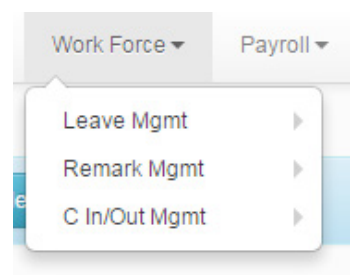 Work Force Payroll
Leave Mgmt
Remark Mgmt
C In/Out Mgmt
e